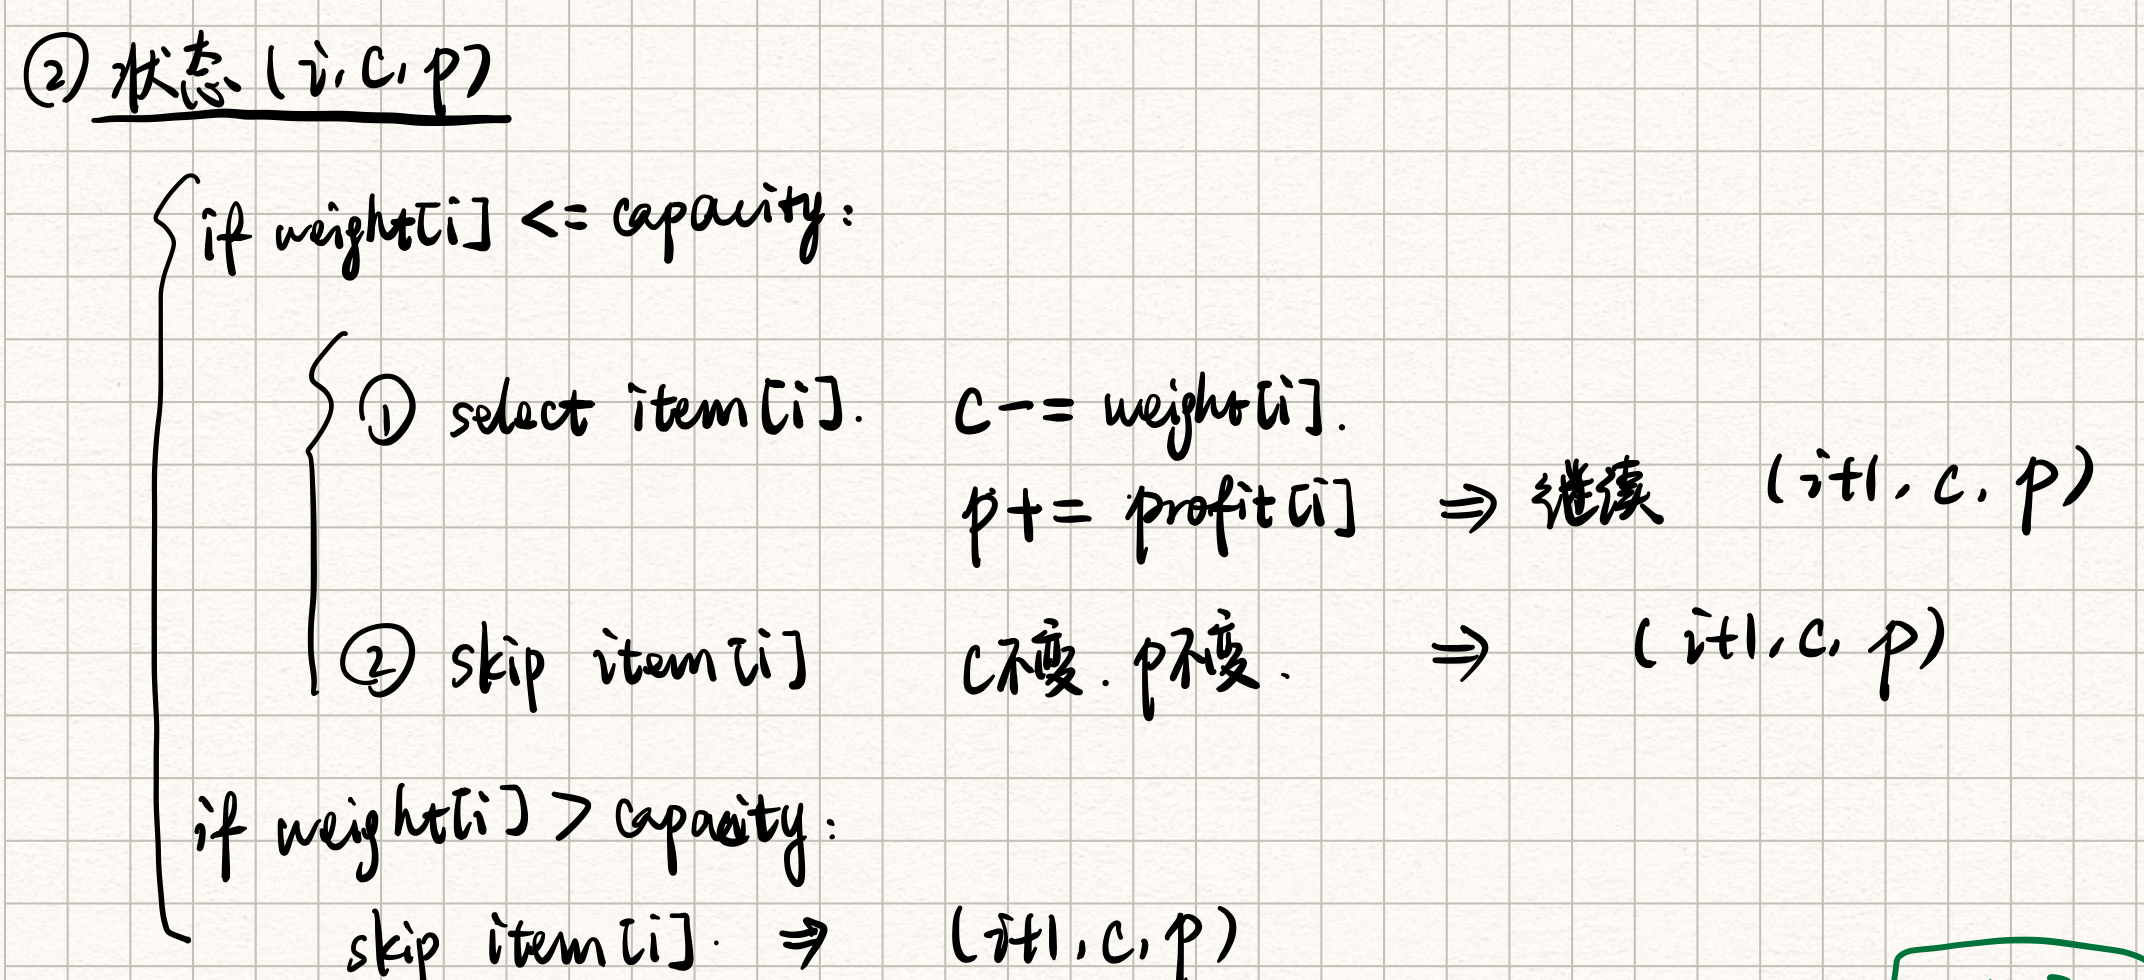 ② 状态 (i, c, p)
if weight[i] <= capacity:
① select item[i]. c -= weight[i].
p += profit[i] ⇒ 继续 (i+1, c, p)
② skip item[i] c不变. p不变. ⇒ (i+1, c, p)
if weight[i] > capacity:
skip item[i]. ⇒ (i+1, c, p)